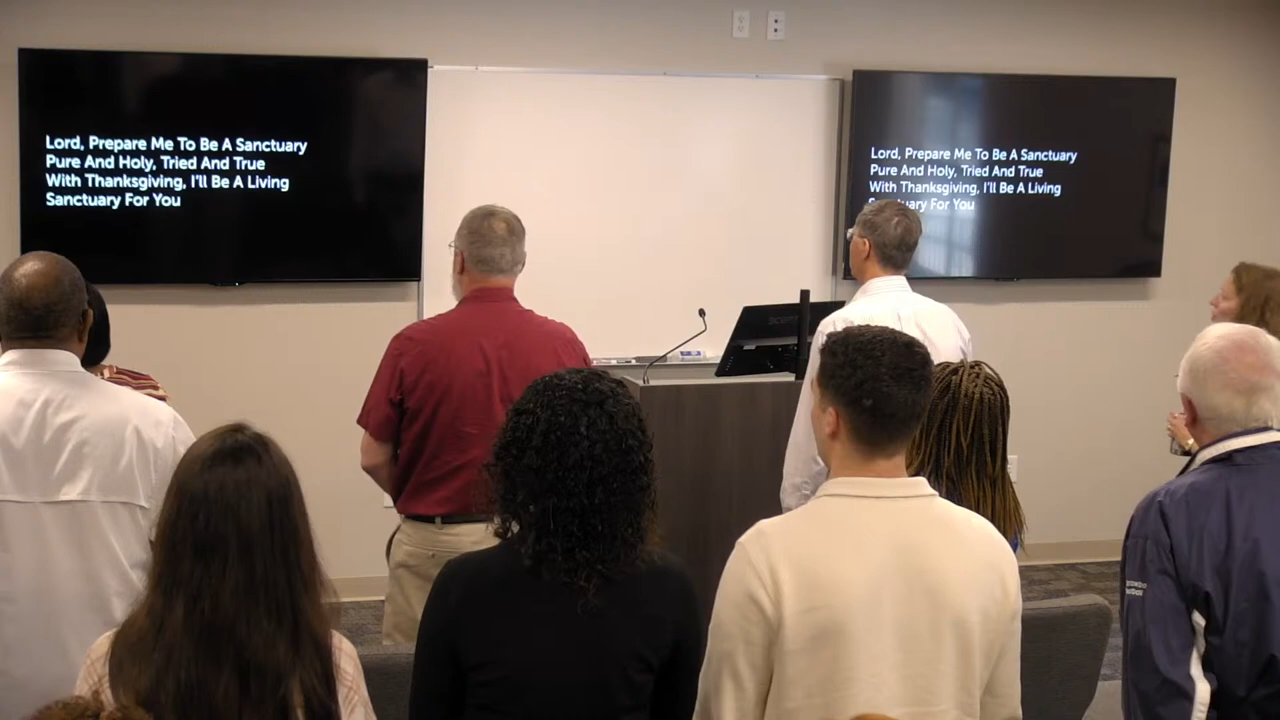 Lord, Prepare Me To Be A Sanctuary
Pure And Holy, Tried And True
With Thanksgiving, I'll Be A Living
Sanctuary For You
Lord, Prepare Me To Be A Sanctuary
Pure And Holy, Tried And True
With Thanksgiving, I'll Be A Living
Sanctuary For You